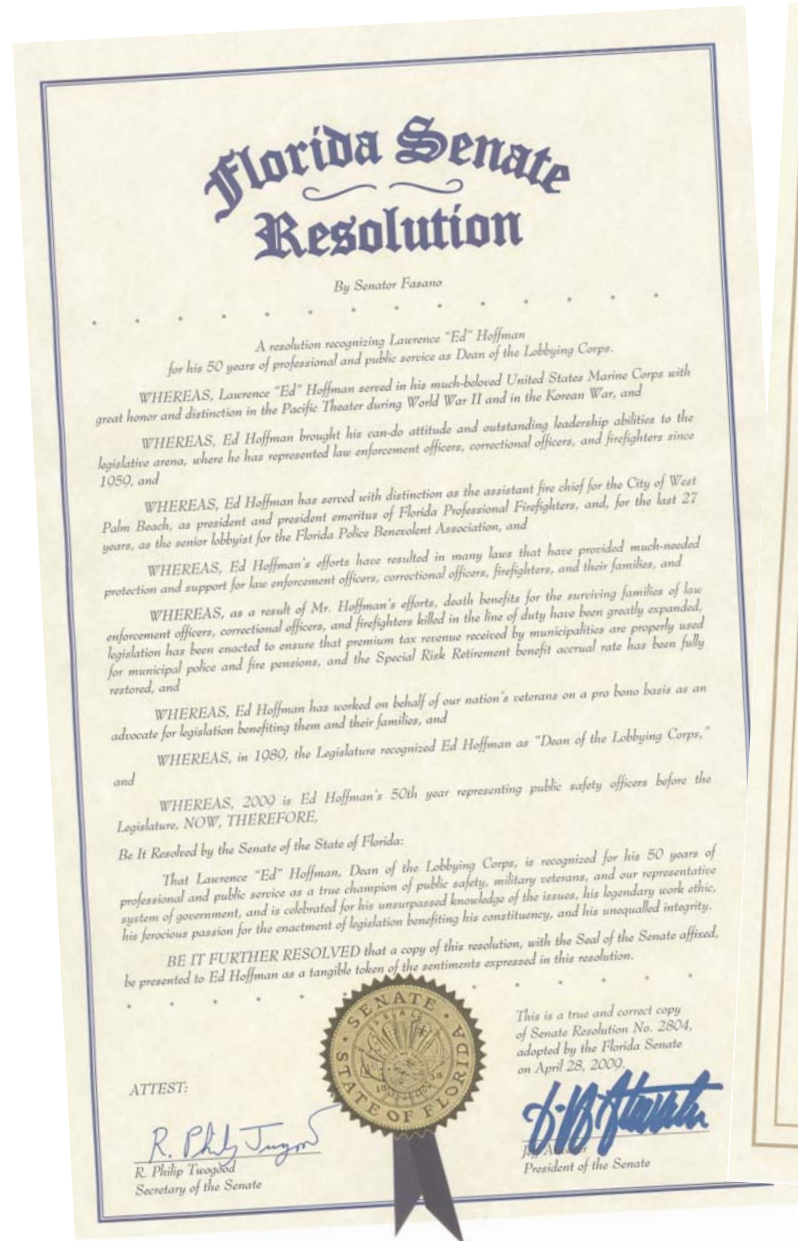 Florida Senate
Resolution
By Senator Fasano
A resolution recognizing Lawrence "Ed" Hoffman
for his 50 years of professional and public service as Dean of the Lobbying Corps.
WHEREAS, Lawrence "Ed" Hoffman served in his much-beloved United States Marine Corps with
great honor and distinction in the Pacific Theater during World War II and in the Korean War, and
WHEREAS, Ed Hoffman brought his can-do attitude and outstanding leadership abilities to the
legislative arena, where he has represented law enforcement officers, correctional officers, and firefighters since
1959, and
WHEREAS, Ed Hoffman has served with distinction as the assistant fire chief for the City of West
Palm Beach, as president and president emeritus of Florida Professional Firefighters, and, for the last 27
years, as the senior lobbyist for the Florida Police Benevolent Association, and
WHEREAS, Ed Hoffman's efforts have resulted in many laws that have provided much-needed
protection and support for law enforcement officers, correctional officers, firefighters, and their families, and
WHEREAS, as a result of Mr. Hoffman's efforts, death benefits for the surviving families of law
enforcement officers, correctional officers, and firefighters killed in the line of duty have been greatly expanded,
legislation has been enacted to ensure that premium tax revenue received by municipalities are properly used
for municipal police and fire pensions, and the Special Risk Retirement benefit accrual rate has been fully
restored, and
WHEREAS, Ed Hoffman has worked on behalf of our nation's veterans on a pro bono basis as an
advocate for legislation benefiting them and their families, and
WHEREAS, in 1989, the Legislature recognized Ed Hoffman as "Dean of the Lobbying Corps,"
and
WHEREAS, 2009 is Ed Hoffman's 50th year representing public safety officers before the
Legislature, NOW, THEREFORE,
Be It Resolved by the Senate of the State of Florida:
That Lawrence "Ed" Hoffman, Dean of the Lobbying Corps, is recognized for his 50 years of
professional and public service as a true champion of public safety, military veterans, and our representative
system of government, and is celebrated for his unsurpassed knowledge of the issues, his legendary work ethic,
his ferocious passion for the enactment of legislation benefiting his constituency, and his unequalled integrity.
BE IT FURTHER RESOLVED that a copy of this resolution, with the Seal of the Senate affixed,
be presented to Ed Hoffman as a tangible token of the sentiments expressed in this resolution.
This is a true and correct copy
of Senate Resolution No. 2804,
adopted by the Florida Senate
on April 28, 2009.
SENATE
STATE OF FLORIDA
ATTEST:
R. Philip Twogood
Secretary of the Senate
Jeff
President of the Senate